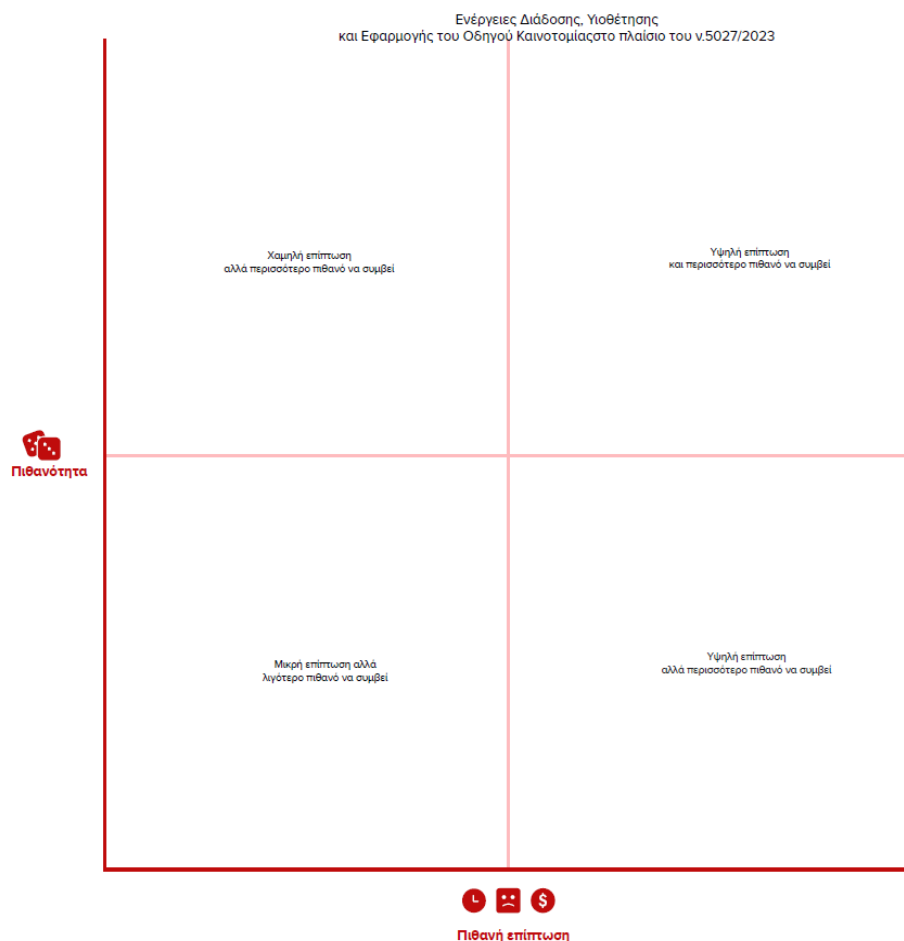 Ενέργειες Διάδοσης, Υιοθέτησης
και Εφαρμογής του Οδηγού Καινοτομίαςστο πλαίσιο του ν.5027/2023
Χαμηλή επίπτωση
αλλά περισσότερο πιθανό να συμβεί
Υψηλή επίπτωση
και περισσότερο πιθανό να συμβεί
Πιθανότητα
Μικρή επίπτωση αλλά
λιγότερο πιθανό να συμβεί
Υψηλή επίπτωση
αλλά περισσότερο πιθανό να συμβεί
Πιθανή επίπτωση